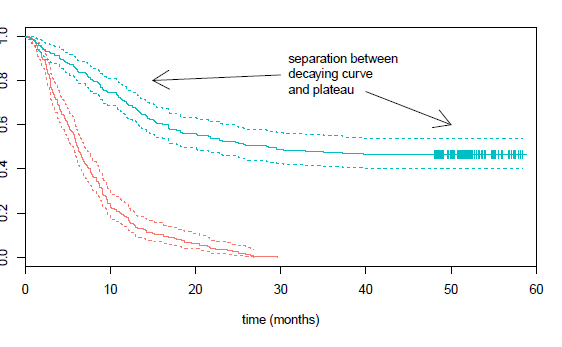 1.0
0.8
0.6
0.4
0.2
0.0
separation between
decaying curve
and plateau
0 10 20 30 40 50 60
time (months)